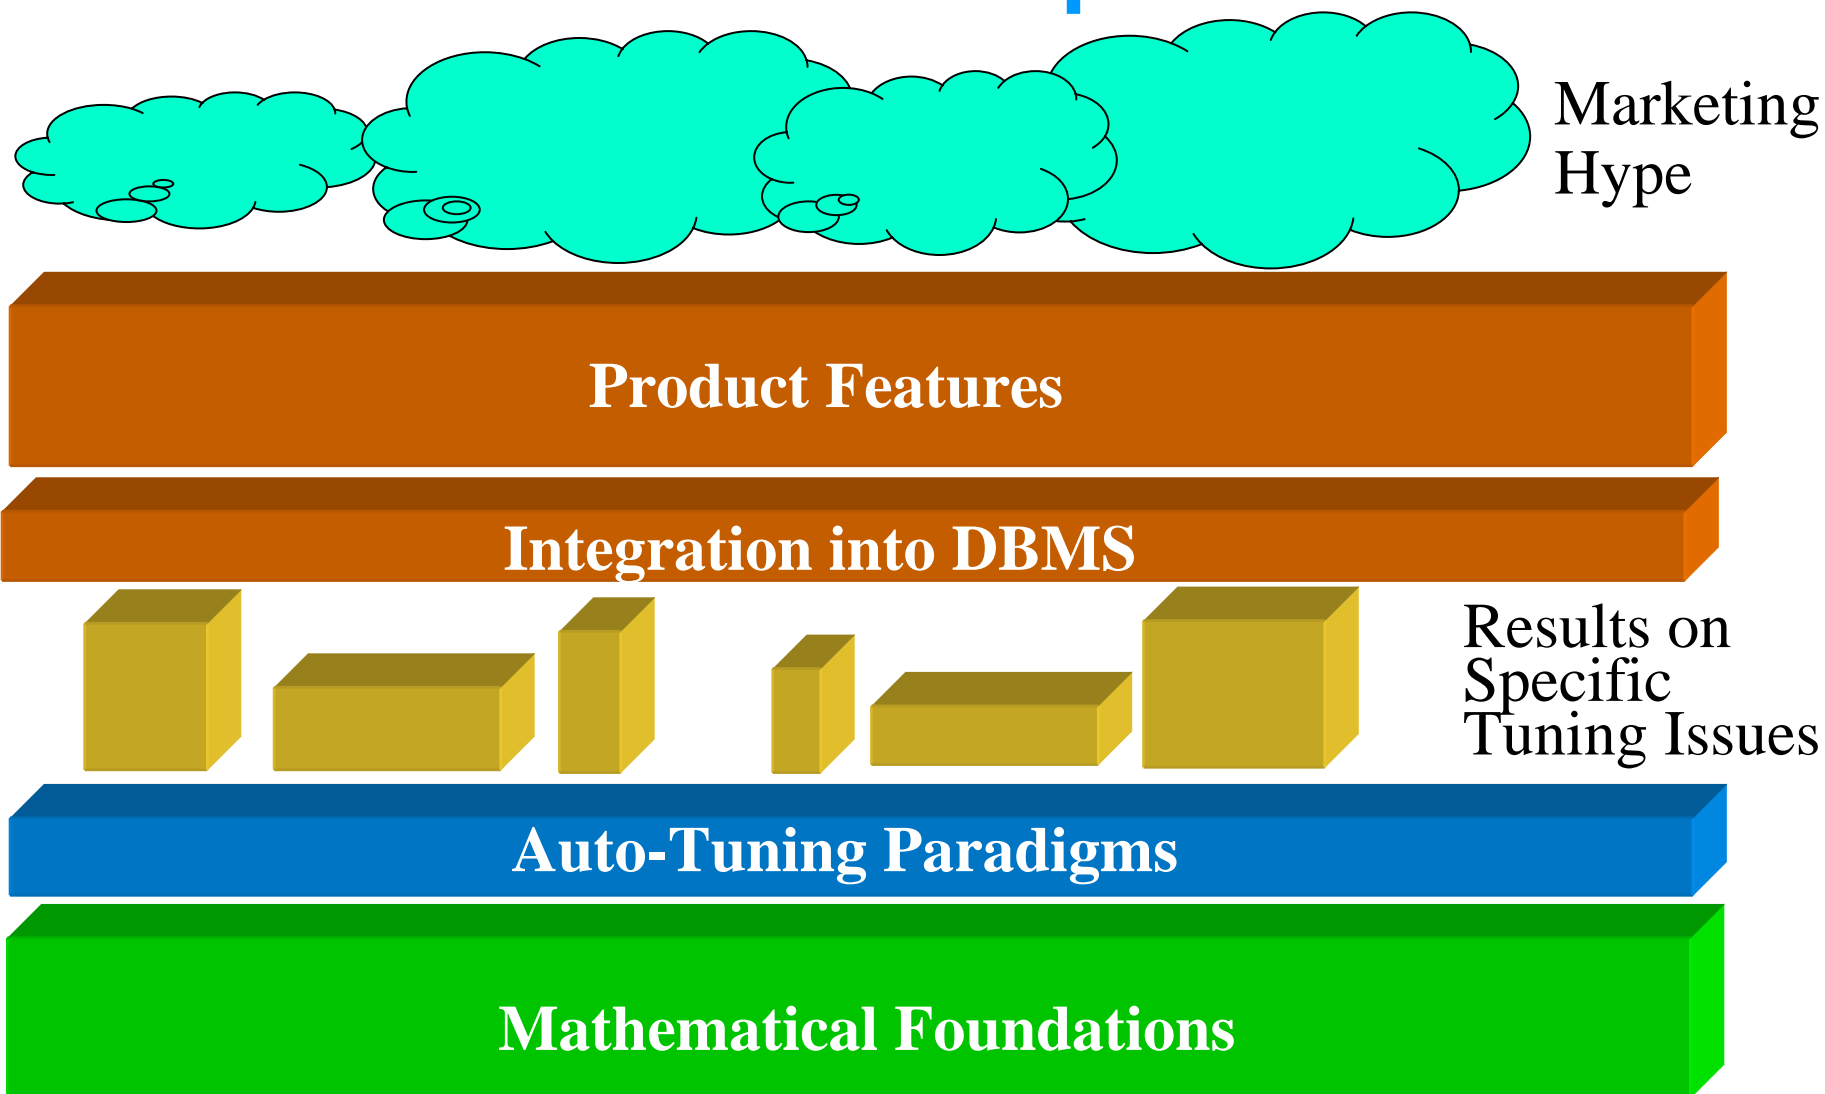 Marketing
Hype
Product Features
Integration into DBMS
Results on
Specific
Tuning Issues
Auto-Tuning Paradigms
Mathematical Foundations